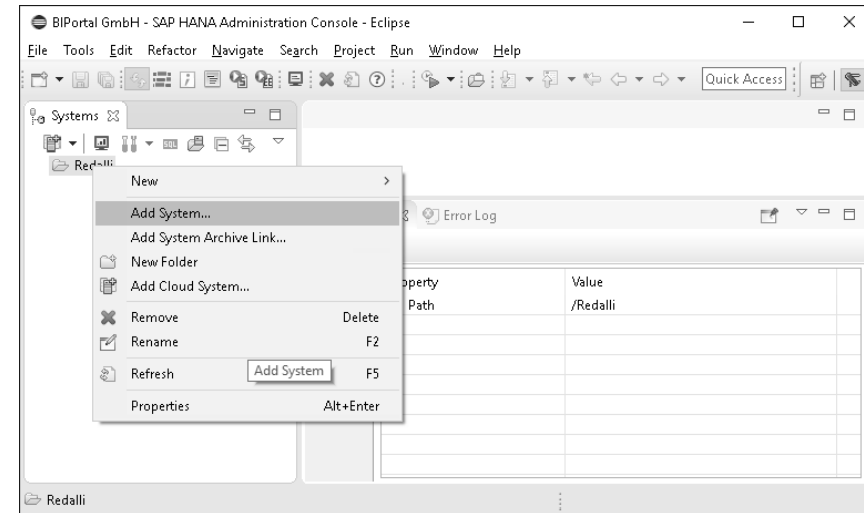 BIPortal GmbH - SAP HANA Administration Console - Eclipse
File Tools Edit Refactor Navigate Search Project Run Window Help
Quick Access
Systems
Redalli
New
Add System...
Error Log
Add System Archive Link...
New Folder
Add Cloud System...
operty Value
Path /Redalli
Remove Delete
Rename F2
Refresh F5
Add System
Properties Alt+Enter
Redalli